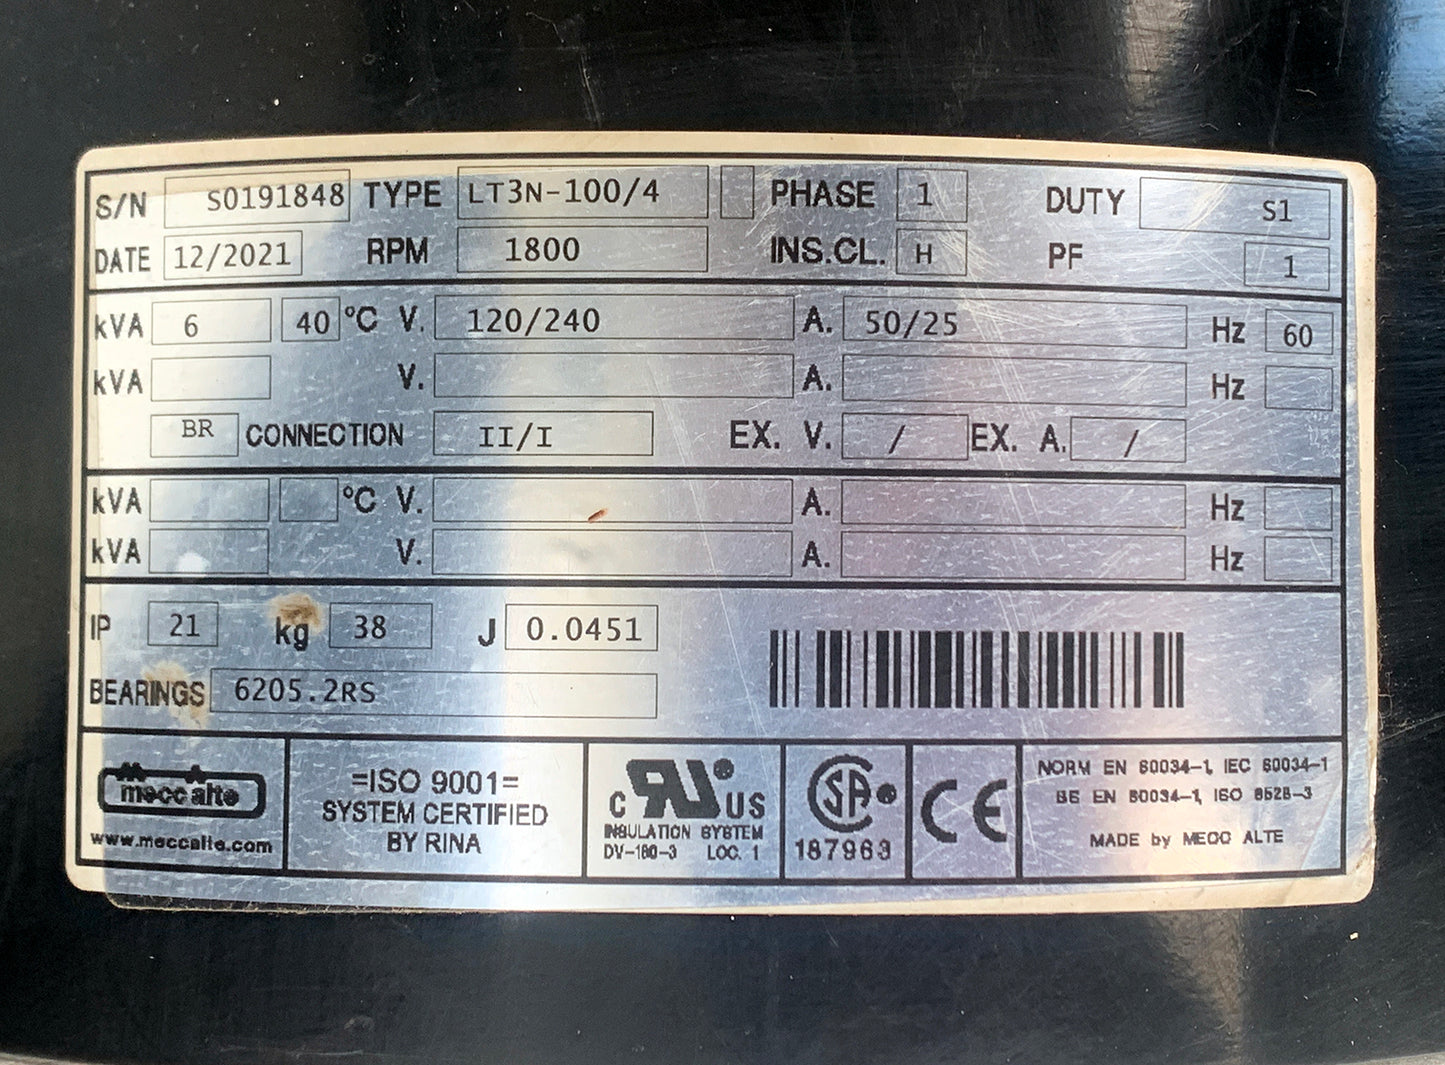 S/N S0191848 TYPE LT3N-100/4 PHASE 1 DUTY S1
DATE 12/2021 RPM 1800 INS.CL. H PF 1
kVA 6 40 °C V. 120/240 A. 50/25 Hz 60
kVA V. A. Hz
BR CONNECTION II/I EX. V. / EX. A. /
kVA °C V. A. Hz
kVA V. A. Hz
IP 21 kg 38 J 0.0451
BEARINGS 6205.2RS
mecc alte
www.meccalte.com
=ISO 9001=
SYSTEM CERTIFIED
BY RINA
c RU US
INSULATION SYSTEM
DV-180-3 LOC. 1
SA
187963
CE
NORM EN 60034-1, IEC 60034-1
BS EN 60034-1, ISO 8528-3
MADE by MECC ALTE